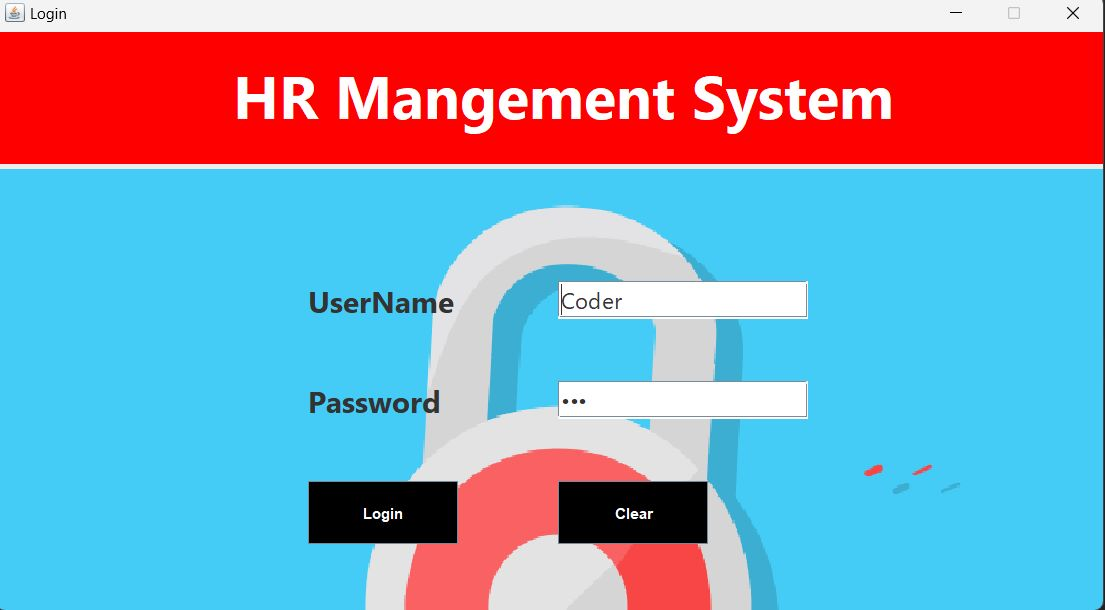 Login
HR Mangement System
UserName Coder
Password •••
Login Clear